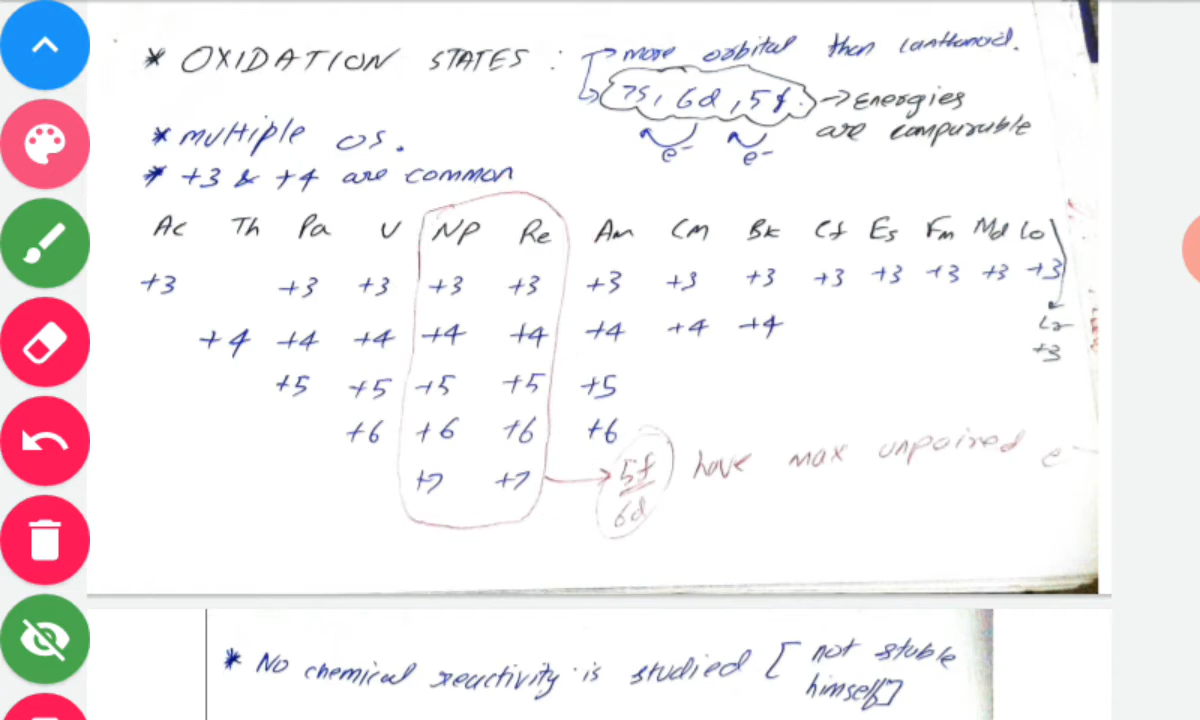 * OXIDATION STATES :
more orbital than lanthanoid.
7s, 6d, 5f. → Energies
are comparable
e- e-
* multiple os.
* +3 & +4 are common
Ac Th Pa U NP Re Am Cm Bk Cf Es Fm Md Lo
+3 +3 +3 +3 +3 +3 +3 +3 +3 +3 +3 +3 +3
+4 +4 +4 +4 +4 +4 +4 +4
Lr
+3
+5 +5 +5 +5 +5
+6 +6 +6 +6
+7 +7 → 5f have max unpaired e-
6d
* No chemical reactivity is studied [ not stable
himself]